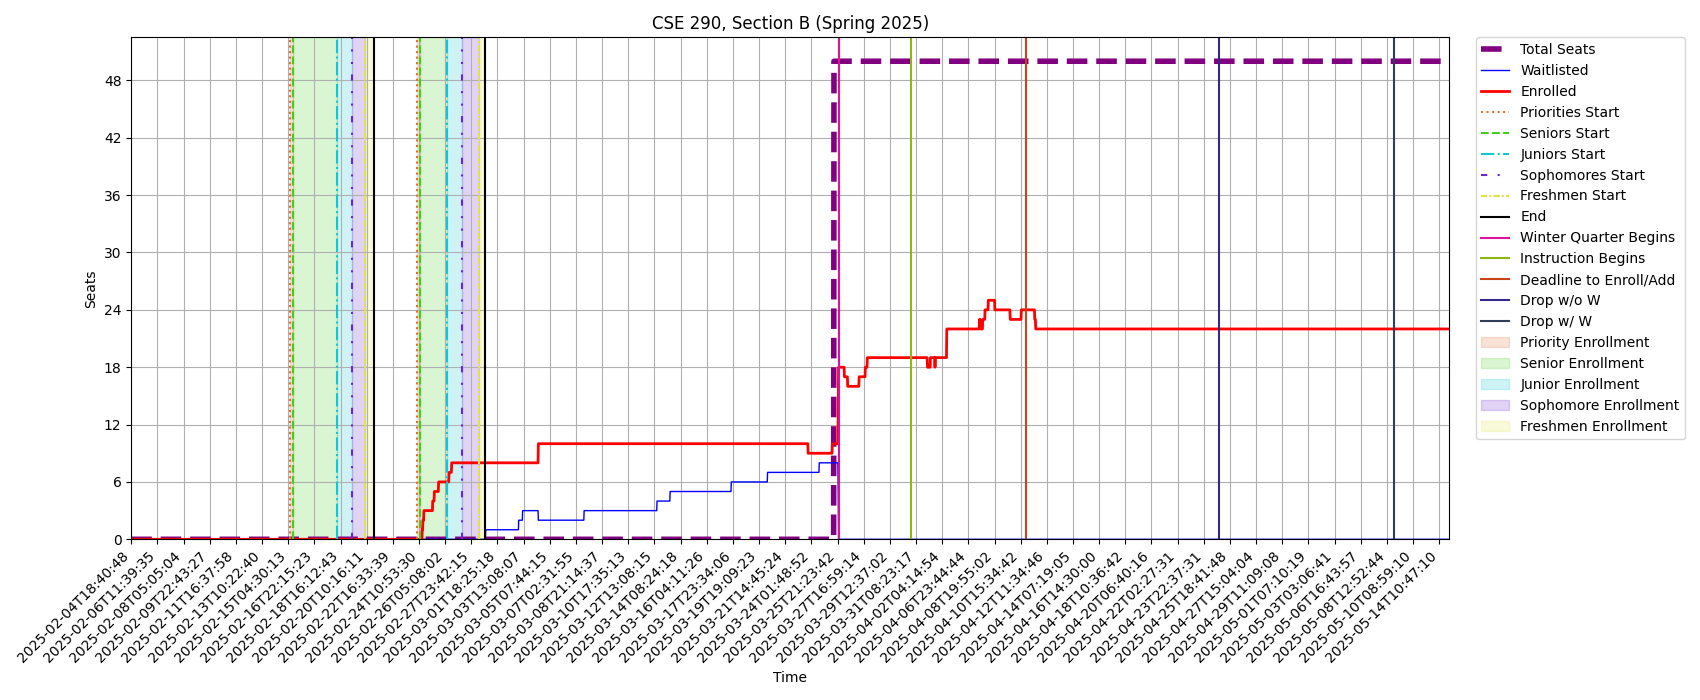 CSE 290, Section B (Spring 2025)
Seats
48
42
36
30
24
18
12
6
0
2025-02-04T18:40:48
2025-02-06T11:39:35
2025-02-08T05:05:04
2025-02-09T22:43:27
2025-02-11T16:37:58
2025-02-13T10:22:40
2025-02-15T04:30:13
2025-02-16T22:15:23
2025-02-18T16:12:43
2025-02-20T10:16:11
2025-02-22T16:33:39
2025-02-24T10:53:30
2025-02-26T05:08:02
2025-02-27T23:42:15
2025-03-01T18:25:18
2025-03-03T13:08:07
2025-03-05T07:44:15
2025-03-07T02:31:55
2025-03-08T21:14:37
2025-03-10T17:35:13
2025-03-12T13:08:15
2025-03-14T08:24:18
2025-03-16T04:11:26
2025-03-17T23:34:06
2025-03-19T19:09:23
2025-03-21T14:45:24
2025-03-24T01:48:52
2025-03-25T21:23:42
2025-03-27T16:59:14
2025-03-29T12:37:02
2025-03-31T08:23:17
2025-04-02T04:14:54
2025-04-06T23:44:44
2025-04-08T19:55:02
2025-04-10T15:34:42
2025-04-12T11:34:46
2025-04-14T07:19:05
2025-04-16T14:30:00
2025-04-18T10:36:42
2025-04-20T06:40:16
2025-04-22T02:27:31
2025-04-23T22:37:31
2025-04-25T18:41:48
2025-04-27T15:04:04
2025-04-29T11:09:08
2025-05-01T07:10:19
2025-05-03T03:06:41
2025-05-06T16:43:57
2025-05-08T12:52:44
2025-05-10T08:59:10
2025-05-14T10:47:10
Time
Total Seats
Waitlisted
Enrolled
Priorities Start
Seniors Start
Juniors Start
Sophomores Start
Freshmen Start
End
Winter Quarter Begins
Instruction Begins
Deadline to Enroll/Add
Drop w/o W
Drop w/ W
Priority Enrollment
Senior Enrollment
Junior Enrollment
Sophomore Enrollment
Freshmen Enrollment